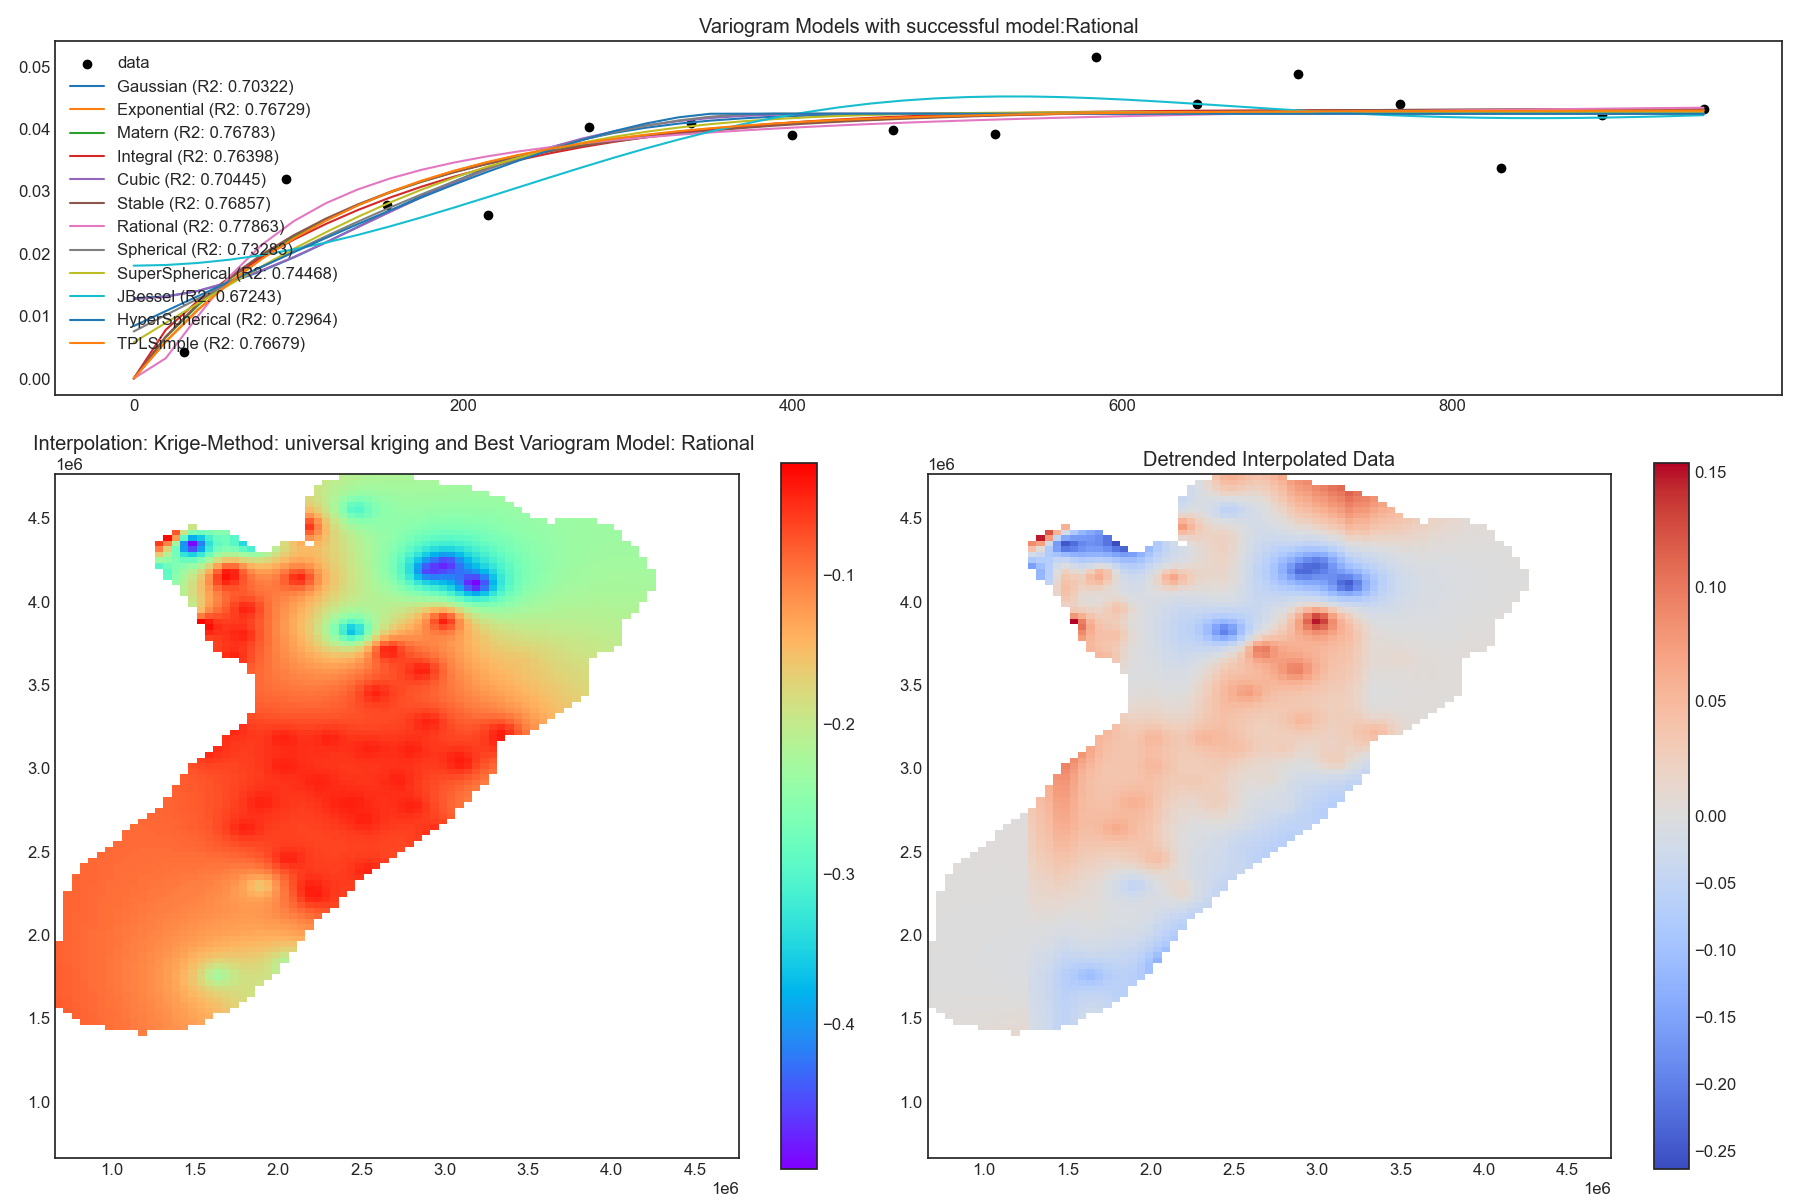 Variogram Models with successful model:Rational
0.05
0.04
0.03
0.02
0.01
0.00
data
Gaussian (R2: 0.70322)
Exponential (R2: 0.76729)
Matern (R2: 0.76783)
Integral (R2: 0.76398)
Cubic (R2: 0.70445)
Stable (R2: 0.76857)
Rational (R2: 0.77863)
Spherical (R2: 0.73283)
SuperSpherical (R2: 0.74468)
JBessel (R2: 0.67243)
HyperSpherical (R2: 0.72964)
TPLSimple (R2: 0.76679)
0 200 400 600 800
Interpolation: Krige-Method: universal kriging and Best Variogram Model: Rational
1e6
4.5
4.0
3.5
3.0
2.5
2.0
1.5
1.0
1.0 1.5 2.0 2.5 3.0 3.5 4.0 4.5
1e6
−0.1
−0.2
−0.3
−0.4
Detrended Interpolated Data
1e6
4.5
4.0
3.5
3.0
2.5
2.0
1.5
1.0
1.0 1.5 2.0 2.5 3.0 3.5 4.0 4.5
1e6
0.15
0.10
0.05
0.00
−0.05
−0.10
−0.15
−0.20
−0.25